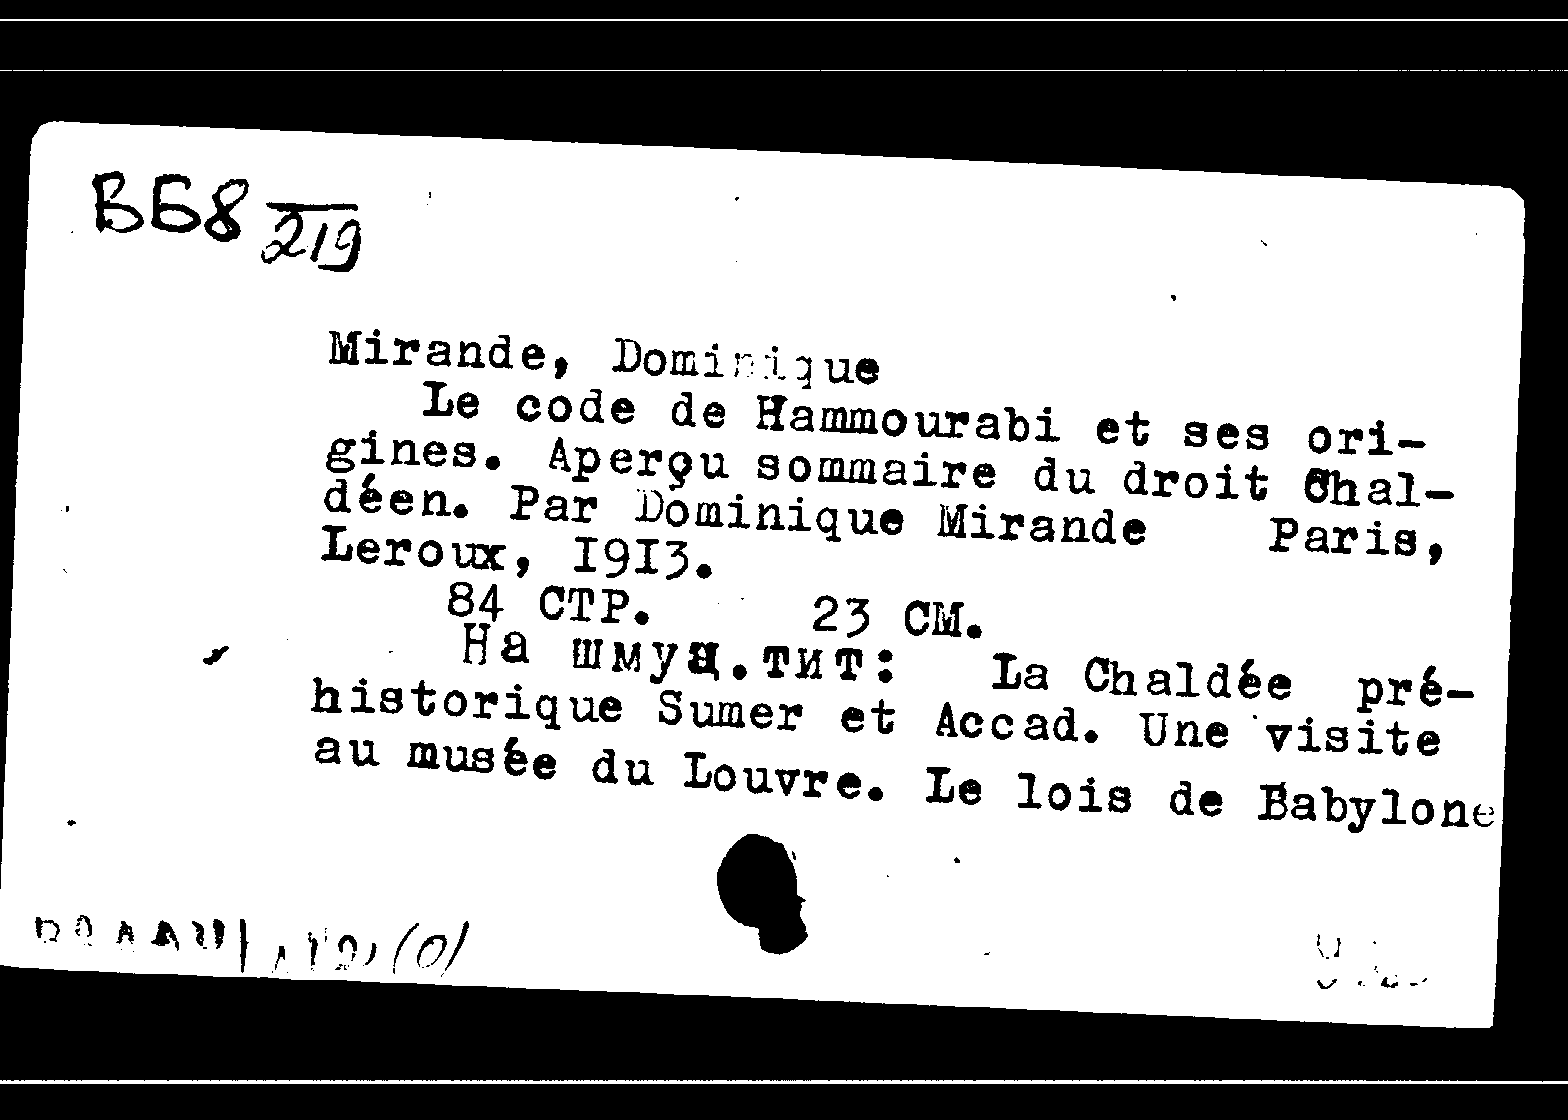 ВБ8 219
Mirande, Dominique
Le code de Hammourabi et ses ori-
gines. Aperçu sommaire du droit Chal-
déen. Par Dominique Mirande Paris,
Leroux, 1913.
84 СТР. 23 СМ.
На шмуц.тит: La Chaldée pré-
historique Sumer et Accad. Une visite
au musée du Louvre. Le lois de Babylone
(0)